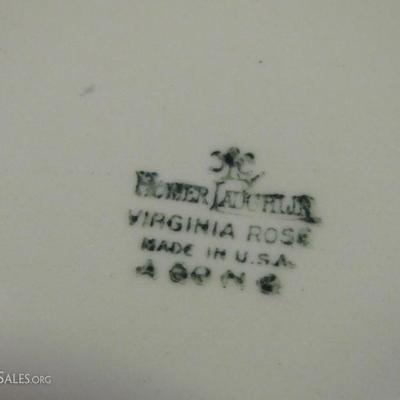 HOMER LAUGHLIN
VIRGINIA ROSE
MADE IN U.S.A.
SALES.ORG